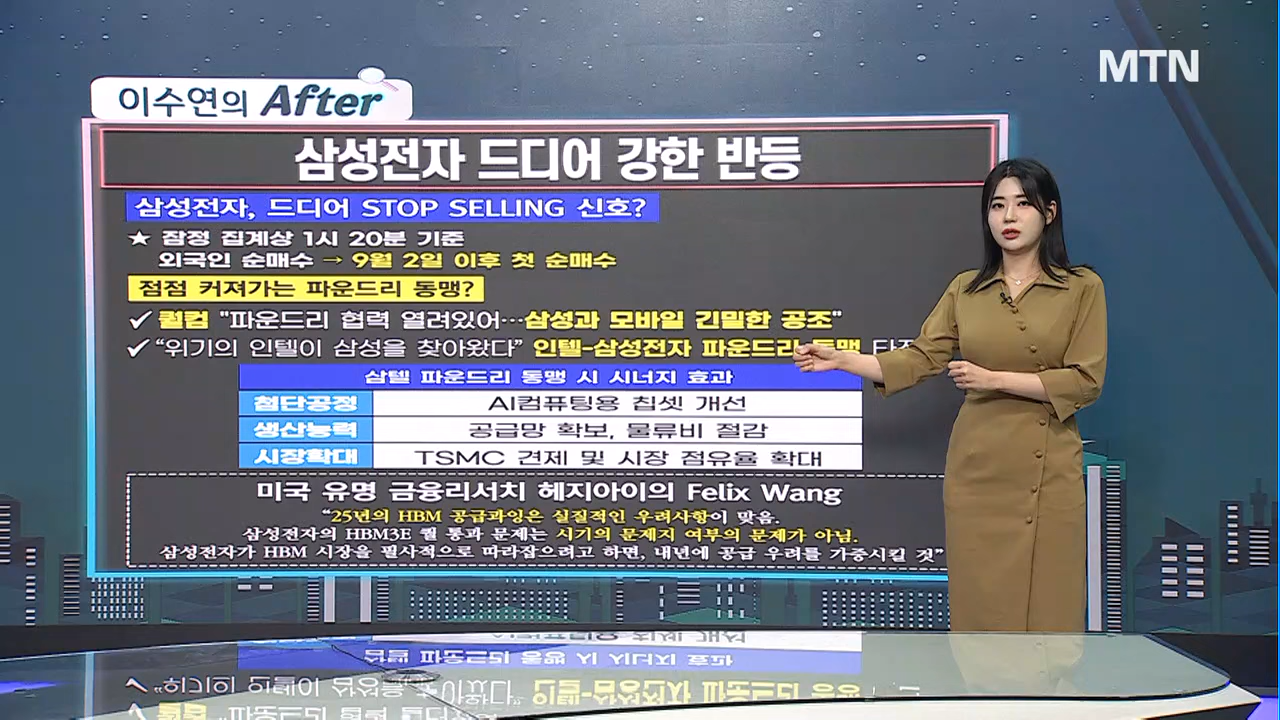 MTN
이수연의 After
삼성전자 드디어 강한 반등
삼성전자, 드디어 STOP SELLING 신호?
★ 잠정 집계상 1시 20분 기준
외국인 순매수 → 9월 2일 이후 첫 순매수
점점 커져가는 파운드리 동맹?
✓ 퀄컴 "파운드리 협력 열려있어…삼성과 모바일 긴밀한 공조"
✓ "위기의 인텔이 삼성을 찾아왔다" 인텔-삼성전자 파운드리 동맹
삼텔 파운드리 동맹 시 시너지 효과
첨단공정 AI컴퓨팅용 칩셋 개선
생산능력 공급망 확보, 물류비 절감
시장확대 TSMC 견제 및 시장 점유율 확대
미국 유명 금융리서치 헤지아이의 Felix Wang
"25년의 HBM 공급과잉은 실질적인 우려사항이 맞음.
삼성전자의 HBM3E 퀄 통과 문제는 시기의 문제지 여부의 문제가 아님.
삼성전자가 HBM 시장을 필사적으로 따라잡으려고 하면, 내년에 공급 우려를 가중시킬 것"